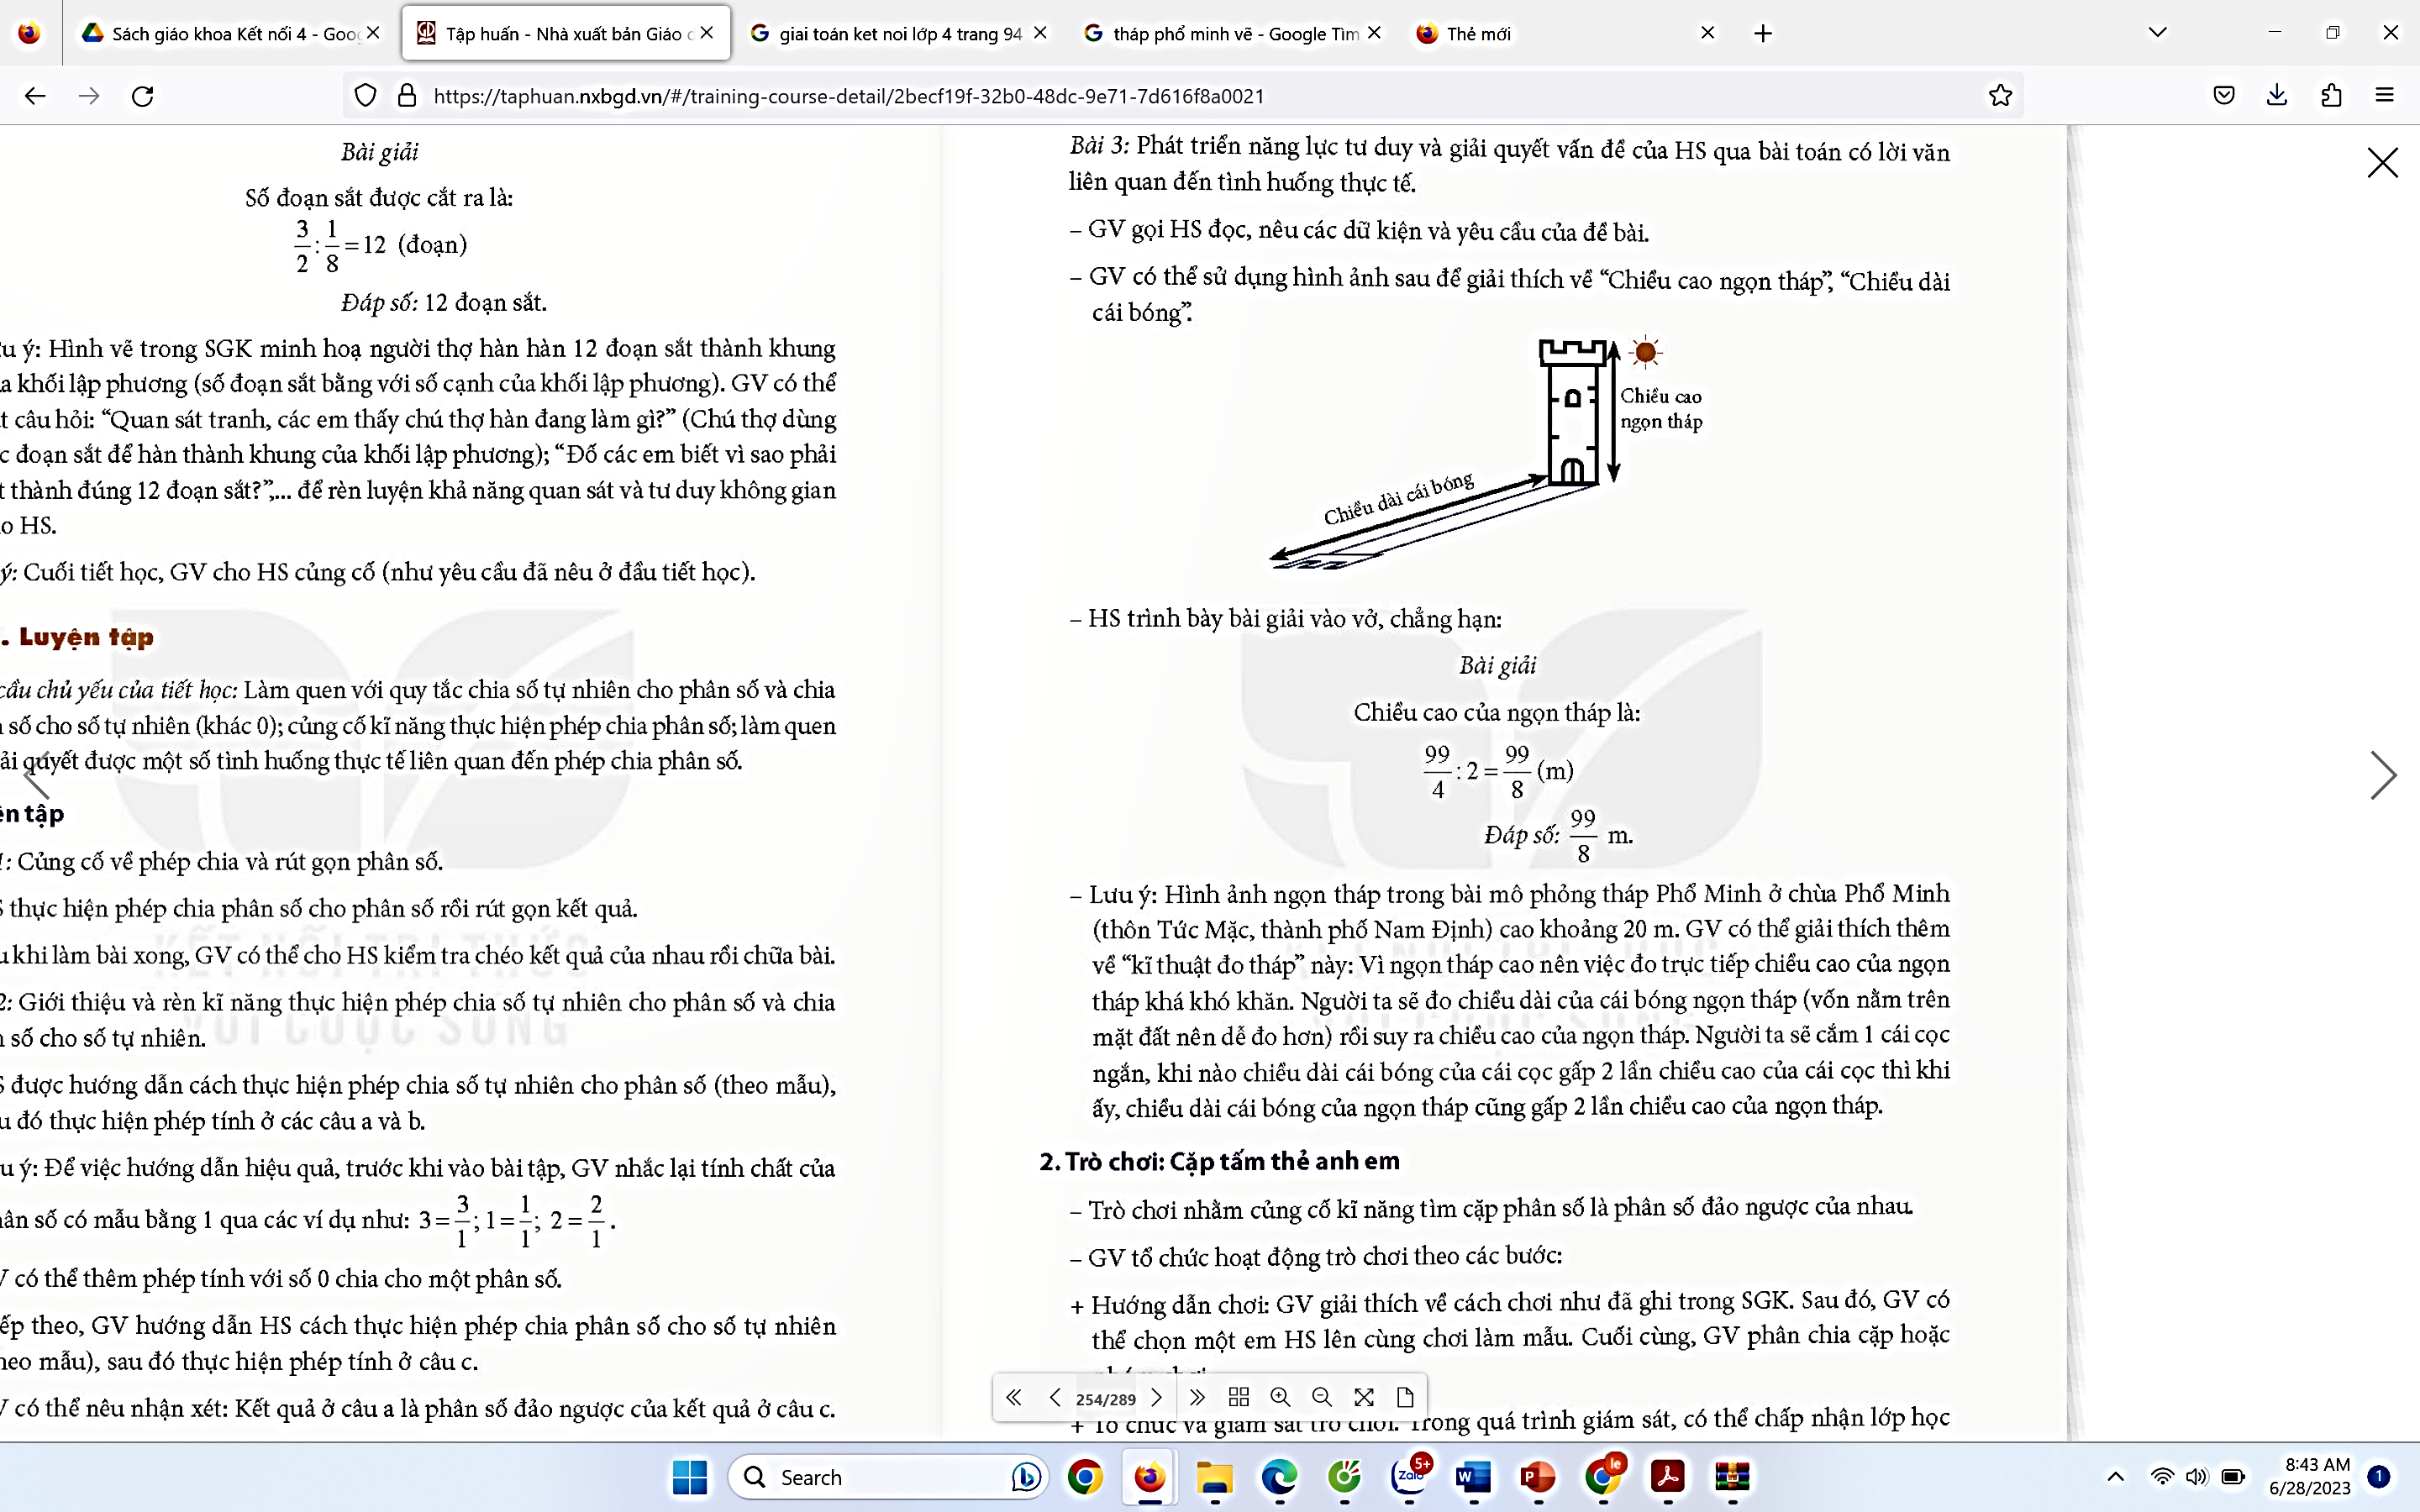 Sách giáo khoa Kết nối 4 - Goog
Tập huấn - Nhà xuất bản Giáo d
giai toán ket noi lớp 4 trang 94
tháp phổ minh vẽ - Google Tìm
Thẻ mới
https://taphuan.nxbgd.vn/#/training-course-detail/2becf19f-32b0-48dc-9e71-7d616f8a0021
Bài giải
Số đoạn sắt được cắt ra là:
3/2 : 1/8 = 12 (đoạn)
Đáp số: 12 đoạn sắt.
u ý: Hình vẽ trong SGK minh hoạ người thợ hàn hàn 12 đoạn sắt thành khung
a khối lập phương (số đoạn sắt bằng với số cạnh của khối lập phương). GV có thể
t câu hỏi: “Quan sát tranh, các em thấy chú thợ hàn đang làm gì?” (Chú thợ dùng
c đoạn sắt để hàn thành khung của khối lập phương); “Đố các em biết vì sao phải
t thành đúng 12 đoạn sắt?”,... để rèn luyện khả năng quan sát và tư duy không gian
o HS.
ý: Cuối tiết học, GV cho HS củng cố (như yêu cầu đã nêu ở đầu tiết học).
. Luyện tập
cầu chủ yếu của tiết học: Làm quen với quy tắc chia số tự nhiên cho phân số và chia
số cho số tự nhiên (khác 0); củng cố kĩ năng thực hiện phép chia phân số; làm quen
ải quyết được một số tình huống thực tế liên quan đến phép chia phân số.
ện tập
1: Củng cố về phép chia và rút gọn phân số.
S thực hiện phép chia phân số cho phân số rồi rút gọn kết quả.
u khi làm bài xong, GV có thể cho HS kiểm tra chéo kết quả của nhau rồi chữa bài.
2: Giới thiệu và rèn kĩ năng thực hiện phép chia số tự nhiên cho phân số và chia
n số cho số tự nhiên.
S được hướng dẫn cách thực hiện phép chia số tự nhiên cho phân số (theo mẫu),
u đó thực hiện phép tính ở các câu a và b.
u ý: Để việc hướng dẫn hiệu quả, trước khi vào bài tập, GV nhắc lại tính chất của
ân số có mẫu bằng 1 qua các ví dụ như: 3 = 3/1; 1 = 1/1; 2 = 2/1.
V có thể thêm phép tính với số 0 chia cho một phân số.
ếp theo, GV hướng dẫn HS cách thực hiện phép chia phân số cho số tự nhiên
heo mẫu), sau đó thực hiện phép tính ở câu c.
V có thể nêu nhận xét: Kết quả ở câu a là phân số đảo ngược của kết quả ở câu c.
KẾT NỐI TRI THỨC
VỚI CUỘC SỐNG
Bài 3: Phát triển năng lực tư duy và giải quyết vấn đề của HS qua bài toán có lời văn
liên quan đến tình huống thực tế.
– GV gọi HS đọc, nêu các dữ kiện và yêu cầu của đề bài.
– GV có thể sử dụng hình ảnh sau để giải thích về “Chiều cao ngọn tháp”, “Chiều dài
cái bóng”.
Chiều cao
ngọn tháp
Chiều dài cái bóng
– HS trình bày bài giải vào vở, chẳng hạn:
Bài giải
Chiều cao của ngọn tháp là:
99/4 : 2 = 99/8 (m)
Đáp số: 99/8 m.
– Lưu ý: Hình ảnh ngọn tháp trong bài mô phỏng tháp Phổ Minh ở chùa Phổ Minh
(thôn Tức Mặc, thành phố Nam Định) cao khoảng 20 m. GV có thể giải thích thêm
về “kĩ thuật đo tháp” này: Vì ngọn tháp cao nên việc đo trực tiếp chiều cao của ngọn
tháp khá khó khăn. Người ta sẽ đo chiều dài của cái bóng ngọn tháp (vốn nằm trên
mặt đất nên dễ đo hơn) rồi suy ra chiều cao của ngọn tháp. Người ta sẽ cắm 1 cái cọc
ngắn, khi nào chiều dài cái bóng của cái cọc gấp 2 lần chiều cao của cái cọc thì khi
ấy, chiều dài cái bóng của ngọn tháp cũng gấp 2 lần chiều cao của ngọn tháp.
2. Trò chơi: Cặp tấm thẻ anh em
– Trò chơi nhằm củng cố kĩ năng tìm cặp phân số là phân số đảo ngược của nhau.
– GV tổ chức hoạt động trò chơi theo các bước:
+ Hướng dẫn chơi: GV giải thích về cách chơi như đã ghi trong SGK. Sau đó, GV có
thể chọn một em HS lên cùng chơi làm mẫu. Cuối cùng, GV phân chia cặp hoặc
254/289
+ Tổ chức và giám sát trò chơi. Trong quá trình giám sát, có thể chấp nhận lớp học
Search
5+
Zalo
le
8:43 AM
6/28/2023
1